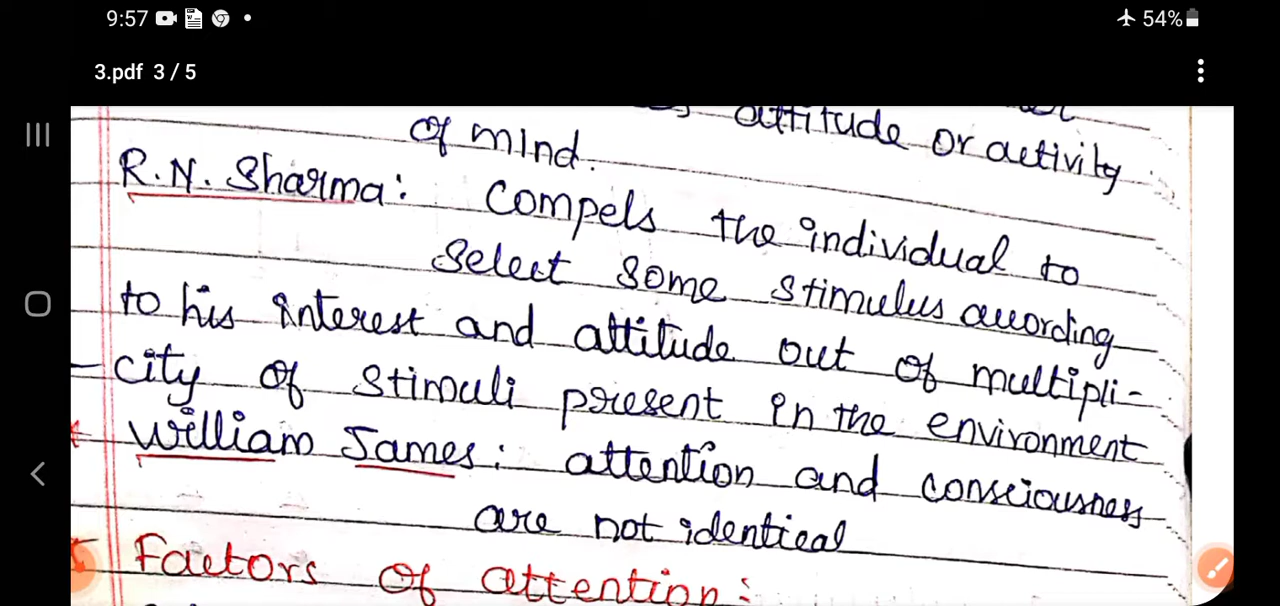 9:57
54%
3.pdf 3 / 5
attitude or activity
of mind.
R.N. Sharma: Compels the individual to
select some stimulus according
to his interest and attitude out of multipli-
-city of stimuli present in the environment
William James: attention and consciousness
are not identical
Factors of attention: